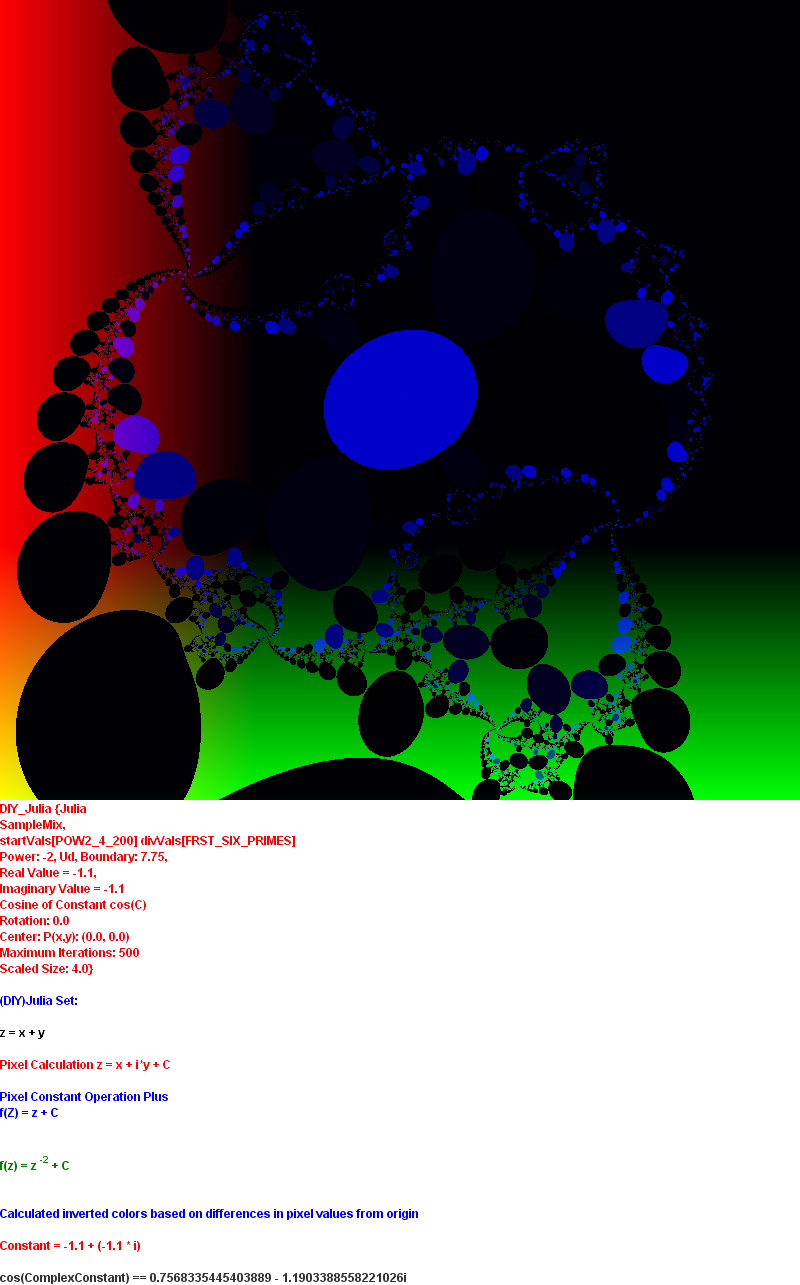 DIY_Julia {Julia
SampleMix,
startVals[POW2_4_200] divVals[FRST_SIX_PRIMES]
Power: -2, Ud, Boundary: 7.75,
Real Value = -1.1,
Imaginary Value = -1.1
Cosine of Constant cos(C)
Rotation: 0.0
Center: P(x,y): (0.0, 0.0)
Maximum Iterations: 500
Scaled Size: 4.0}
(DIY)Julia Set:
z = x + y
Pixel Calculation z = x + i*y + C
Pixel Constant Operation Plus
f(Z) = z + C
f(z) = z -2 + C
Calculated inverted colors based on differences in pixel values from origin
Constant = -1.1 + (-1.1 * i)
cos(ComplexConstant) == 0.7568335445403889 - 1.1903388558221026i